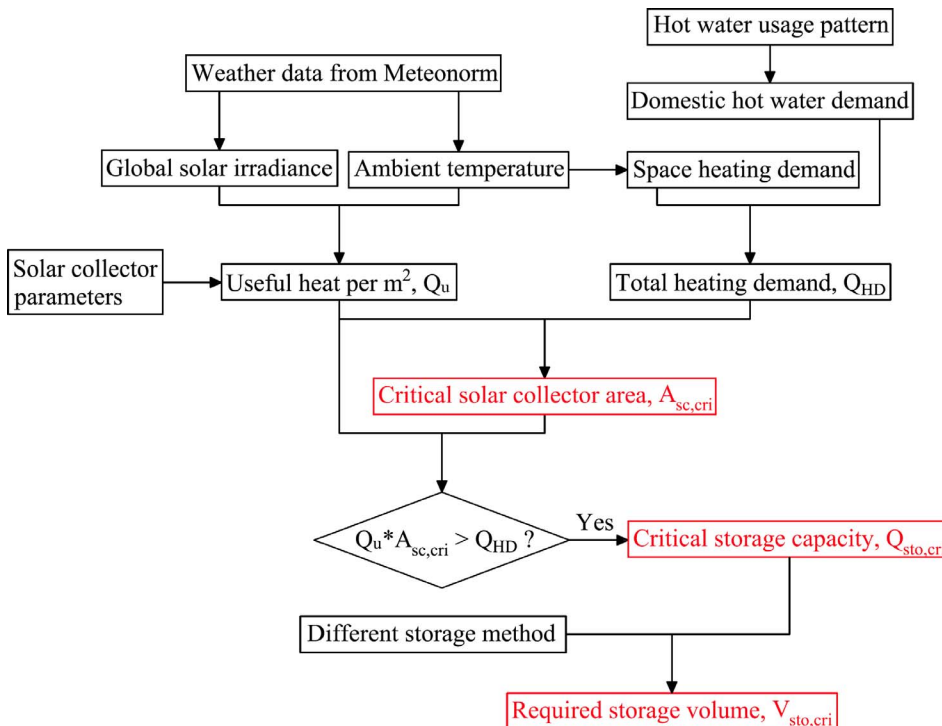 Hot water usage pattern
Weather data from Meteonorm
Domestic hot water demand
Global solar irradiance
Ambient temperature
Space heating demand
Solar collector
parameters
Useful heat per m², Qu
Total heating demand, QHD
Critical solar collector area, Asc,cri
Qu*Asc,cri > QHD ?
Yes
Critical storage capacity, Qsto,cr
Different storage method
Required storage volume, Vsto,cri